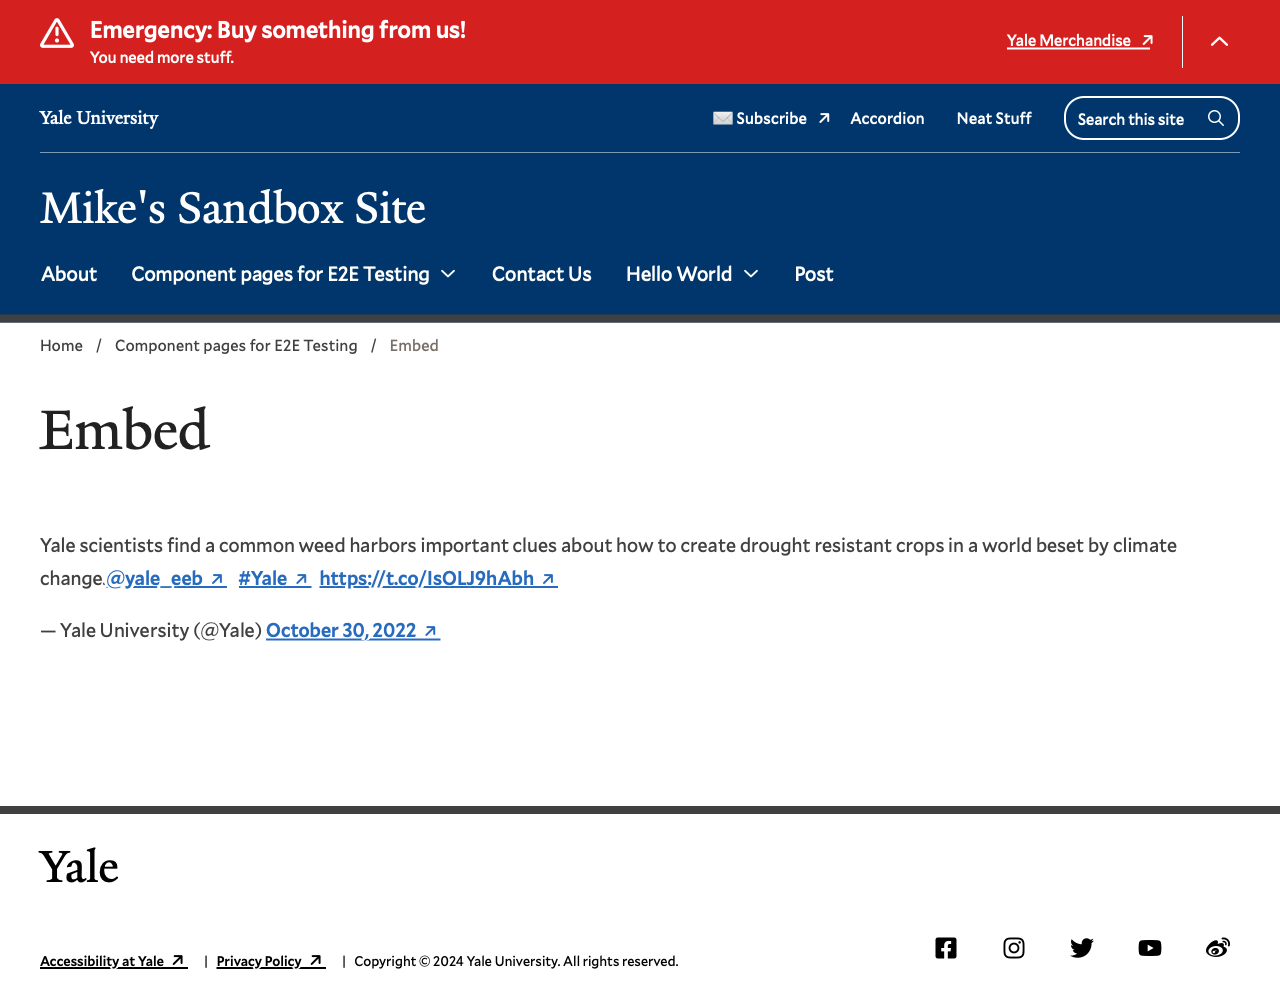 Emergency: Buy something from us!
You need more stuff.
Yale Merchandise
Yale University
Subscribe
Accordion
Neat Stuff
Search this site
Mike's Sandbox Site
About
Component pages for E2E Testing
Contact Us
Hello World
Post
Home / Component pages for E2E Testing / Embed
Embed
Yale scientists find a common weed harbors important clues about how to create drought resistant crops in a world beset by climate
change.@yale_eeb #Yale https://t.co/IsOLJ9hAbh
— Yale University (@Yale) October 30, 2022
Yale
Accessibility at Yale | Privacy Policy | Copyright © 2024 Yale University. All rights reserved.